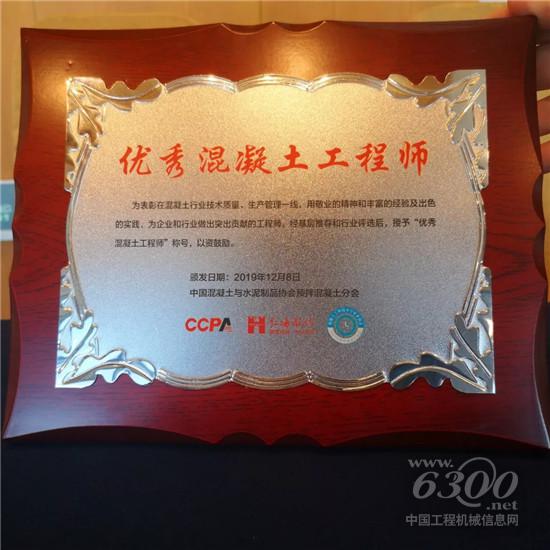 优秀混凝土工程师
为表彰在混凝土行业技术质量、生产管理一线，用敬业的精神和丰富的经验及出色
的实践，为企业和行业做出突出贡献的工程师。经基层推荐和行业评选后，授予“优秀
混凝土工程师”称号，以资鼓励。
颁发日期：2019年12月8日
中国混凝土与水泥制品协会预拌混凝土分会
CCPA
www.
6300
.net
中国工程机械信息网